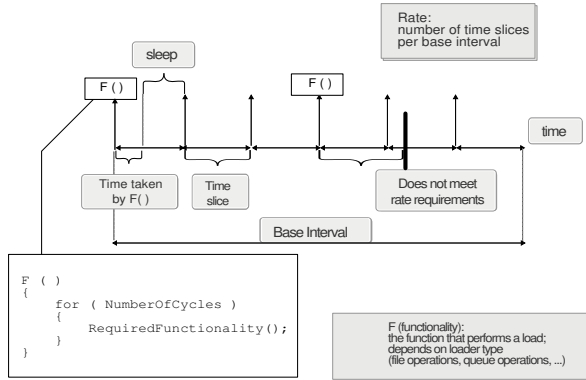 Rate:
number of time slices
per base interval
sleep
F ( )
F ( )
time
Time taken
by F( )
Time
slice
Does not meet
rate requirements
Base Interval
F ( )
{
for ( NumberOfCycles )
{
RequiredFunctionality();
}
}
F (functionality):
the function that performs a load;
depends on loader type
(file operations, queue operations, ...)